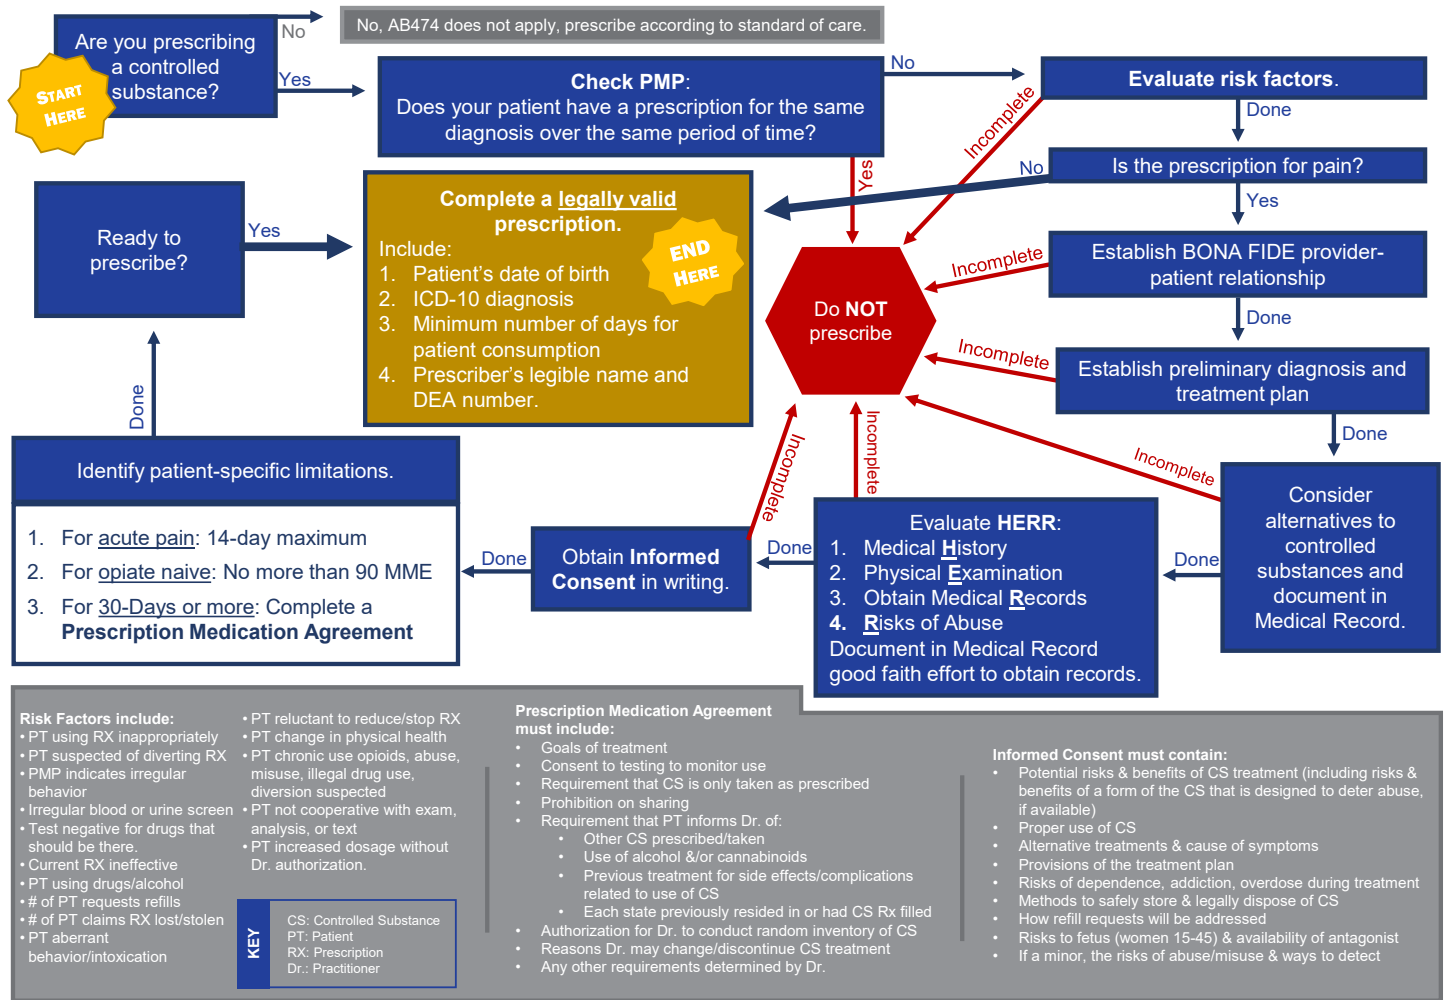 Are you prescribing
a controlled
substance?
START
HERE
No
No, AB474 does not apply, prescribe according to standard of care.
Yes
Check PMP:
Does your patient have a prescription for the same
diagnosis over the same period of time?
No
Yes
Evaluate risk factors.
Incomplete
Done
Is the prescription for pain?
No
Yes
Establish BONA FIDE provider-
patient relationship
Incomplete
Done
Establish preliminary diagnosis and
treatment plan
Incomplete
Done
Consider
alternatives to
controlled
substances and
document in
Medical Record.
Incomplete
Done
Do NOT
prescribe
Evaluate HERR:
1. Medical History
2. Physical Examination
3. Obtain Medical Records
4. Risks of Abuse
Document in Medical Record
good faith effort to obtain records.
Incomplete
Done
Obtain Informed
Consent in writing.
Incomplete
Done
Identify patient-specific limitations.
1. For acute pain: 14-day maximum
2. For opiate naive: No more than 90 MME
3. For 30-Days or more: Complete a
Prescription Medication Agreement
Done
Ready to
prescribe?
Yes
Complete a legally valid
prescription.
Include:
1. Patient's date of birth
2. ICD-10 diagnosis
3. Minimum number of days for
patient consumption
4. Prescriber's legible name and
DEA number.
END
HERE
Risk Factors include:
• PT using RX inappropriately
• PT suspected of diverting RX
• PMP indicates irregular
behavior
• Irregular blood or urine screen
• Test negative for drugs that
should be there.
• Current RX ineffective
• PT using drugs/alcohol
• # of PT requests refills
• # of PT claims RX lost/stolen
• PT aberrant
behavior/intoxication
• PT reluctant to reduce/stop RX
• PT change in physical health
• PT chronic use opioids, abuse,
misuse, illegal drug use,
diversion suspected
• PT not cooperative with exam,
analysis, or text
• PT increased dosage without
Dr. authorization.
KEY
CS: Controlled Substance
PT: Patient
RX: Prescription
Dr.: Practitioner
Prescription Medication Agreement
must include:
• Goals of treatment
• Consent to testing to monitor use
• Requirement that CS is only taken as prescribed
• Prohibition on sharing
• Requirement that PT informs Dr. of:
• Other CS prescribed/taken
• Use of alcohol &/or cannabinoids
• Previous treatment for side effects/complications
related to use of CS
• Each state previously resided in or had CS Rx filled
• Authorization for Dr. to conduct random inventory of CS
• Reasons Dr. may change/discontinue CS treatment
• Any other requirements determined by Dr.
Informed Consent must contain:
• Potential risks & benefits of CS treatment (including risks &
benefits of a form of the CS that is designed to deter abuse,
if available)
• Proper use of CS
• Alternative treatments & cause of symptoms
• Provisions of the treatment plan
• Risks of dependence, addiction, overdose during treatment
• Methods to safely store & legally dispose of CS
• How refill requests will be addressed
• Risks to fetus (women 15-45) & availability of antagonist
• If a minor, the risks of abuse/misuse & ways to detect